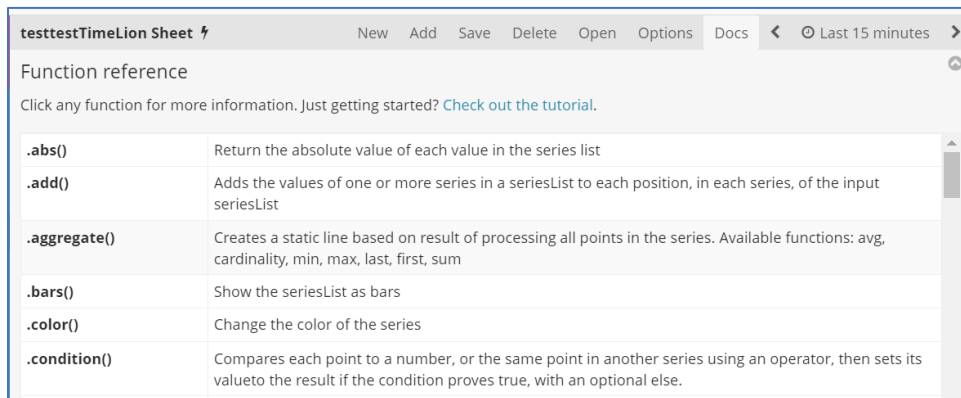 testtestTimeLion Sheet New Add Save Delete Open Options Docs Last 15 minutes
Function reference
Click any function for more information. Just getting started? Check out the tutorial.
.abs() Return the absolute value of each value in the series list
.add() Adds the values of one or more series in a seriesList to each position, in each series, of the input
seriesList
.aggregate() Creates a static line based on result of processing all points in the series. Available functions: avg,
cardinality, min, max, last, first, sum
.bars() Show the seriesList as bars
.color() Change the color of the series
.condition() Compares each point to a number, or the same point in another series using an operator, then sets its
valueto the result if the condition proves true, with an optional else.